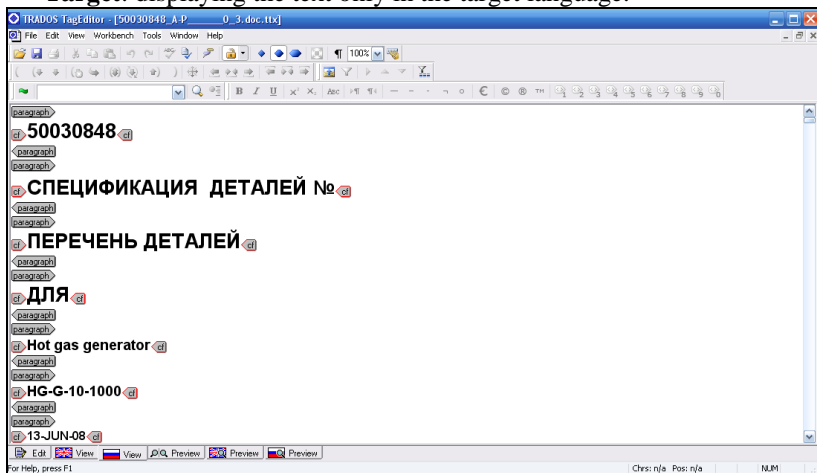 Target: displaying the text only in the target language.
TRADOS TagEditor - [50030848_A-P_____0_3.doc.ttx]
File Edit View Workbench Tools Window Help
100%
B I U x² X, ABC
€ © ® TM
paragraph
cf 50030848 cf
paragraph
paragraph
cf СПЕЦИФИКАЦИЯ ДЕТАЛЕЙ № cf
paragraph
paragraph
cf ПЕРЕЧЕНЬ ДЕТАЛЕЙ cf
paragraph
paragraph
cf ДЛЯ cf
paragraph
paragraph
cf Hot gas generator cf
paragraph
paragraph
cf HG-G-10-1000 cf
paragraph
paragraph
cf 13-JUN-08 cf
Edit View View Preview Preview Preview
For Help, press F1 Chrs: n/a Pos: n/a NUM